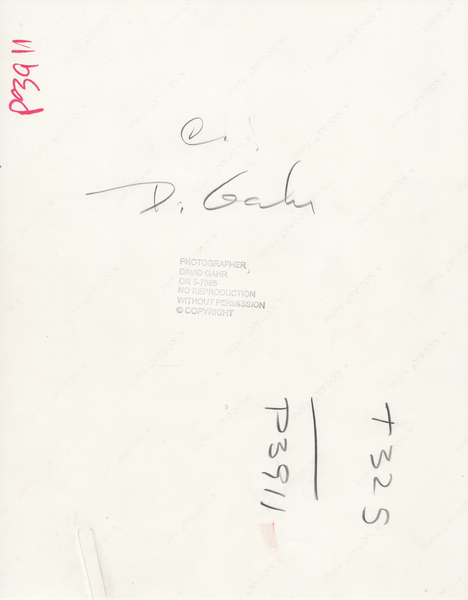 P3911
D. Gahr
PHOTOGRAPHER
DAVID GAHR
OR 5-7365
NO REPRODUCTION
WITHOUT PERMISSION
© COPYRIGHT
T325
P3911